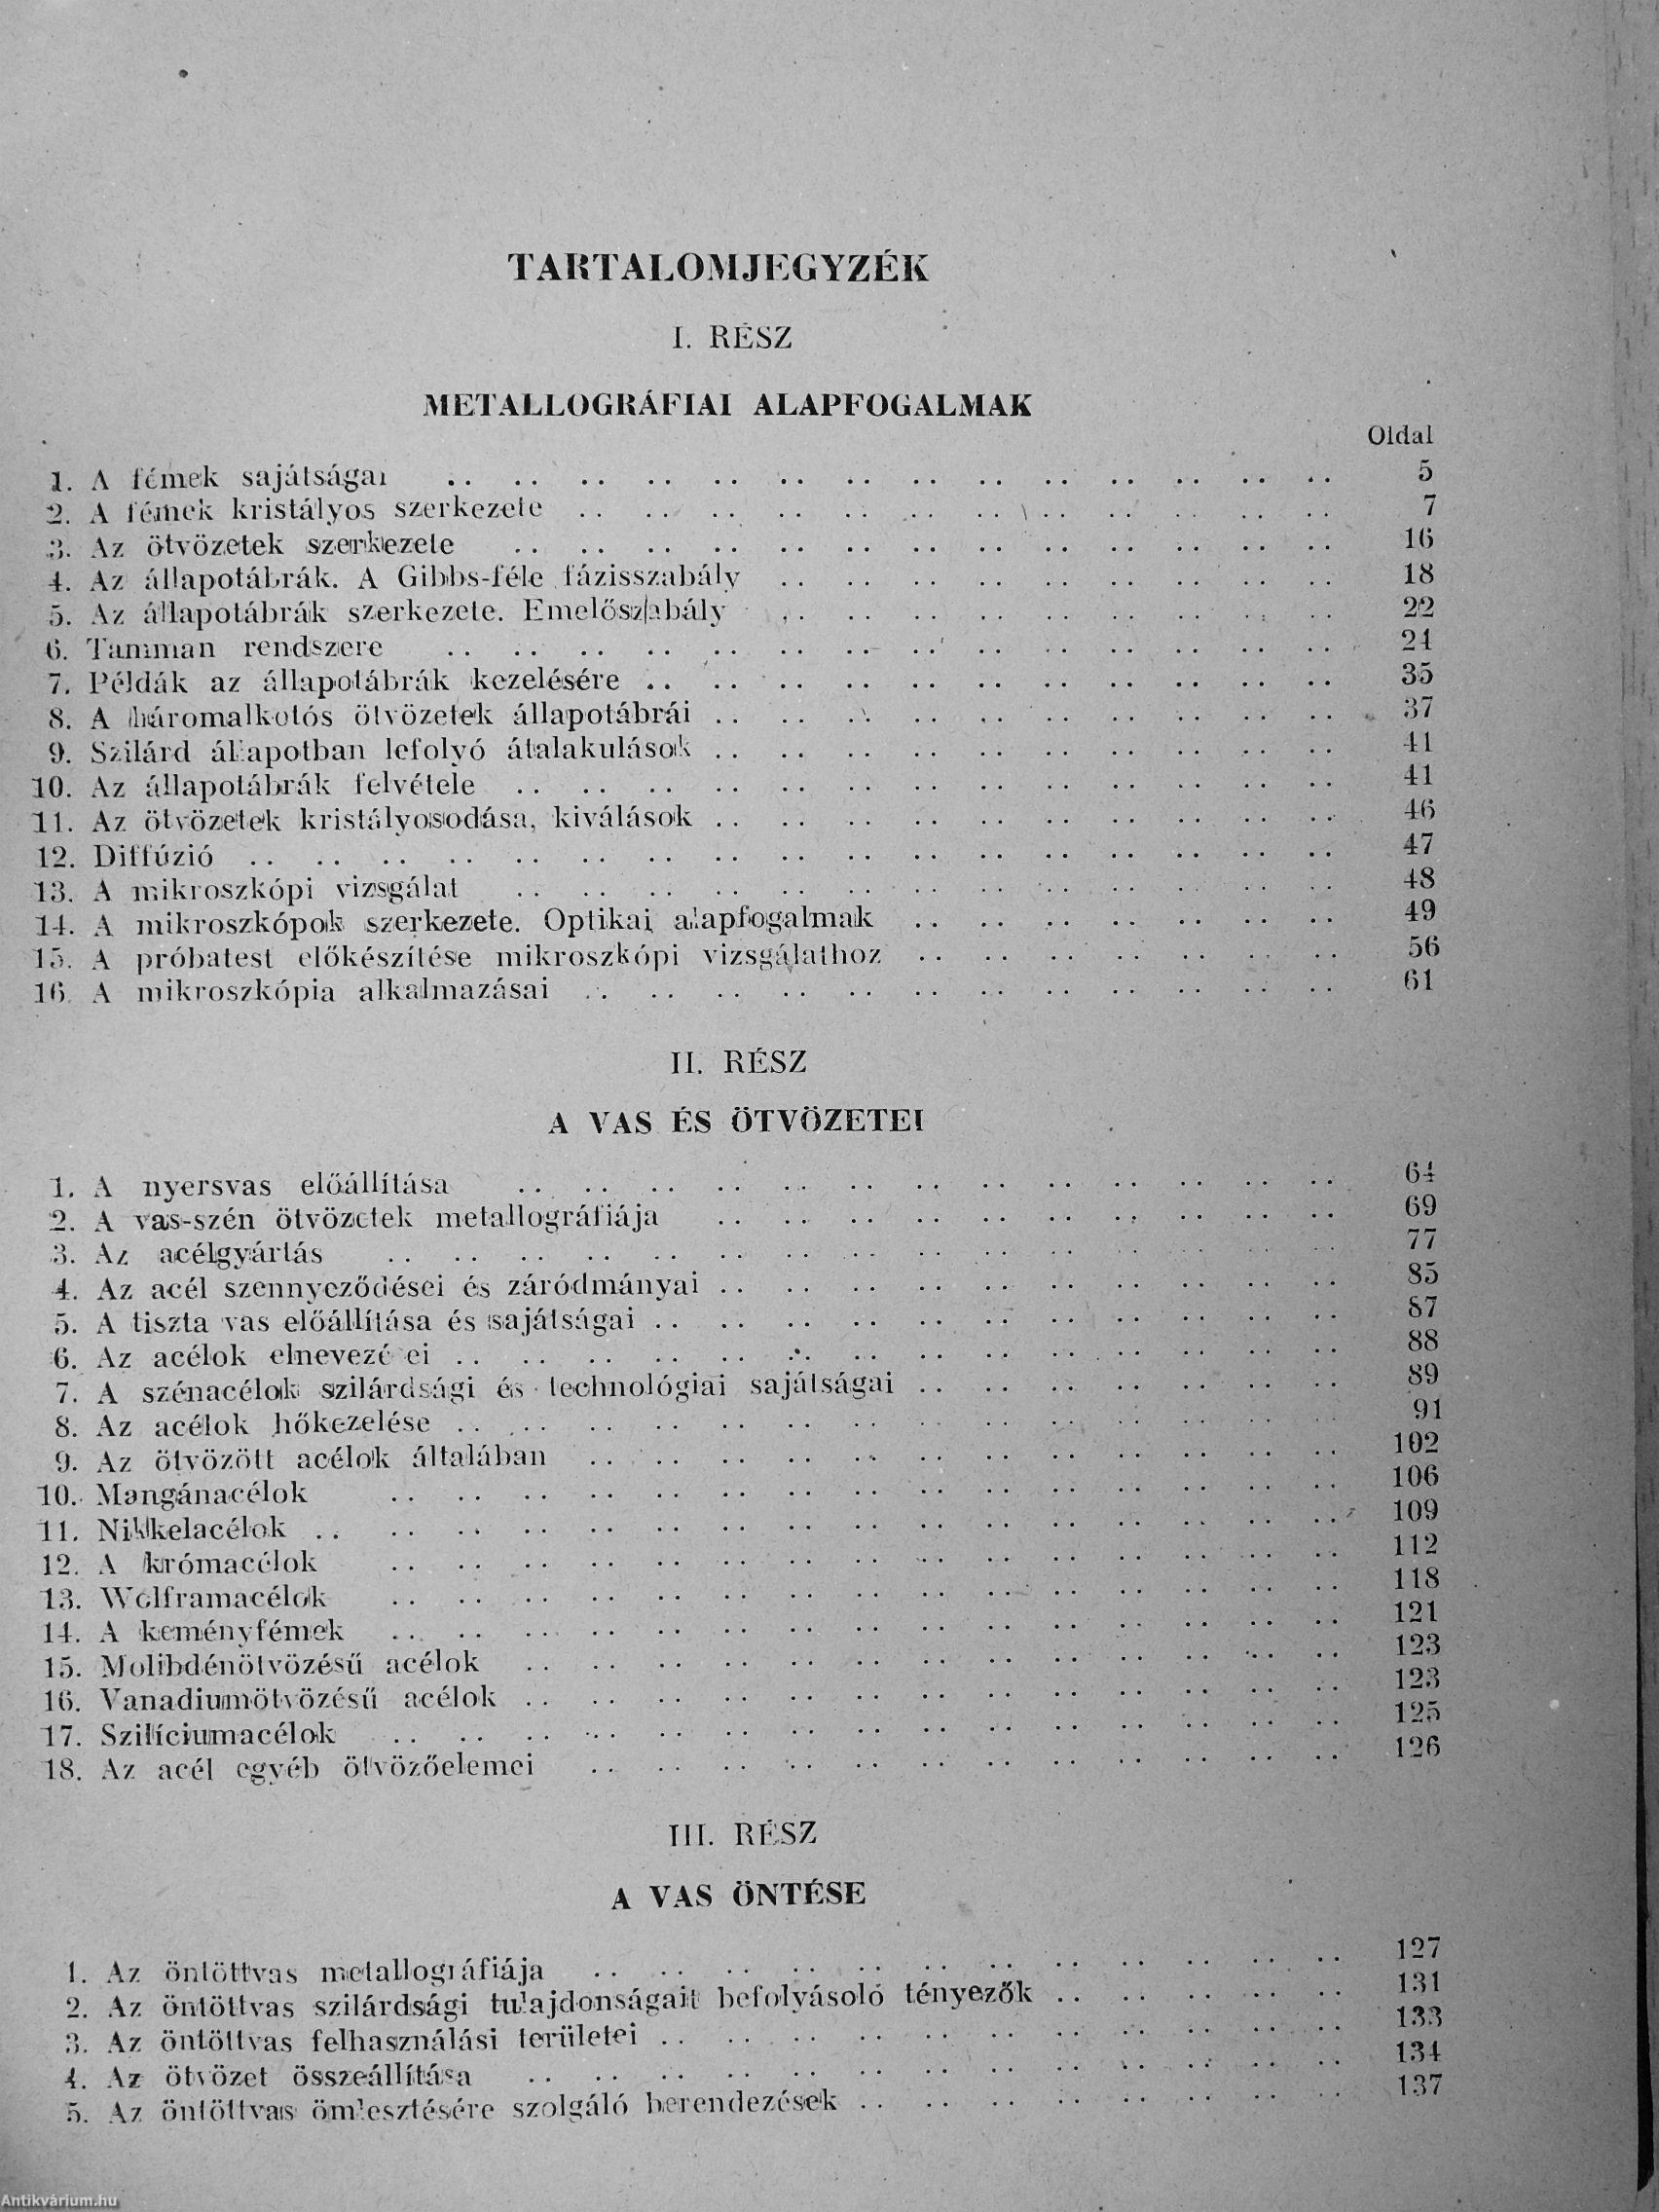 TARTALOMJEGYZÉK
I. RÉSZ
METALLOGRÁFIAI ALAPFOGALMAK
Oldal
1. A fémek sajátságai .. .. .. .. .. .. .. .. .. .. .. .. .. .. 5
2. A fémek kristályos szerkezete .. .. .. .. .. .. .. .. .. .. .. .. 7
3. Az ötvözetek szerkezete .. .. .. .. .. .. .. .. .. .. .. .. .. 16
4. Az állapotábrák. A Gibbs-féle fázisszabály .. .. .. .. .. .. .. .. .. 18
5. Az állapotábrák szerkezete. Emelőszabály .. .. .. .. .. .. .. .. .. 22
6. Tamman rendszere .. .. .. .. .. .. .. .. .. .. .. .. .. .. 24
7. Példák az állapotábrák kezelésére .. .. .. .. .. .. .. .. .. .. .. 35
8. A háromalkotós ötvözetek állapotábrái .. .. .. .. .. .. .. .. .. .. 37
9. Szilárd állapotban lefolyó átalakulások .. .. .. .. .. .. .. .. .. .. 41
10. Az állapotábrák felvétele .. .. .. .. .. .. .. .. .. .. .. .. .. 41
11. Az ötvözetek kristályosodása, kiválások .. .. .. .. .. .. .. .. .. .. 46
12. Diffúzió .. .. .. .. .. .. .. .. .. .. .. .. .. .. .. .. .. 47
13. A mikroszkópi vizsgálat .. .. .. .. .. .. .. .. .. .. .. .. .. 48
14. A mikroszkópok szerkezete. Optikai alapfogalmak .. .. .. .. .. .. .. 49
15. A próbatest előkészítése mikroszkópi vizsgálathoz .. .. .. .. .. .. .. 56
16. A mikroszkópia alkalmazásai .. .. .. .. .. .. .. .. .. .. .. .. 61
II. RÉSZ
A VAS ÉS ÖTVÖZETEI
1. A nyersvas előállítása .. .. .. .. .. .. .. .. .. .. .. .. .. 64
2. A vas-szén ötvözetek metallográfiája .. .. .. .. .. .. .. .. .. .. 69
3. Az acélgyártás .. .. .. .. .. .. .. .. .. .. .. .. .. .. .. 77
4. Az acél szennyeződései és záródmányai .. .. .. .. .. .. .. .. .. .. 85
5. A tiszta vas előállítása és sajátságai .. .. .. .. .. .. .. .. .. .. .. 87
6. Az acélok elnevezé ei .. .. .. .. .. .. .. .. .. .. .. .. .. .. 88
7. A szénacélok szilárdsági és technológiai sajátságai .. .. .. .. .. .. .. 89
8. Az acélok hőkezelése .. .. .. .. .. .. .. .. .. .. .. .. .. .. 91
9. Az ötvözött acélok általában .. .. .. .. .. .. .. .. .. .. .. .. 102
10. Mangánacélok .. .. .. .. .. .. .. .. .. .. .. .. .. .. .. 106
11. Nikkelacélok .. .. .. .. .. .. .. .. .. .. .. .. .. .. .. .. 109
12. A krómacélok .. .. .. .. .. .. .. .. .. .. .. .. .. .. .. 112
13. Wolframacélok .. .. .. .. .. .. .. .. .. .. .. .. .. .. .. 118
14. A keményfémek .. .. .. .. .. .. .. .. .. .. .. .. .. .. .. 121
15. Molibdénötvözésű acélok .. .. .. .. .. .. .. .. .. .. .. .. .. 123
16. Vanadiumötvözésű acélok .. .. .. .. .. .. .. .. .. .. .. .. .. 123
17. Szilíciumacélok .. .. .. .. .. .. .. .. .. .. .. .. .. .. .. 125
18. Az acél egyéb ötvözőelemei .. .. .. .. .. .. .. .. .. .. .. .. 126
III. RÉSZ
A VAS ÖNTÉSE
1. Az öntöttvas metallográfiája .. .. .. .. .. .. .. .. .. .. .. .. 127
2. Az öntöttvas szilárdsági tulajdonságait befolyásoló tényezők .. .. .. .. .. 131
3. Az öntöttvas felhasználási területei .. .. .. .. .. .. .. .. .. .. .. 133
4. Az ötvözet összeállítása .. .. .. .. .. .. .. .. .. .. .. .. .. 134
5. Az öntöttvas ömlesztésére szolgáló berendezések .. .. .. .. .. .. .. .. 137
Antikvárium.hu